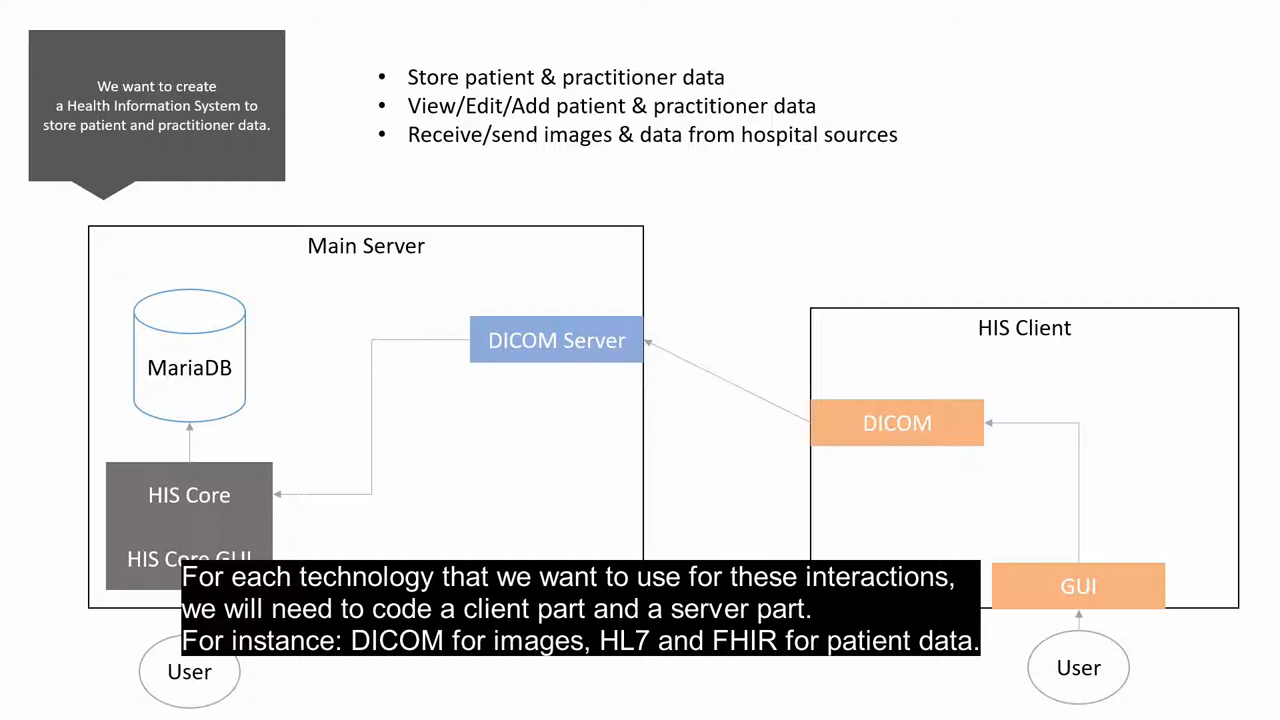 We want to create
a Health Information System to
store patient and practitioner data.
• Store patient & practitioner data
• View/Edit/Add patient & practitioner data
• Receive/send images & data from hospital sources
Main Server
MariaDB
DICOM Server
HIS Core
HIS Core GUI
User
HIS Client
DICOM
GUI
User
For each technology that we want to use for these interactions,
we will need to code a client part and a server part.
For instance: DICOM for images, HL7 and FHIR for patient data.